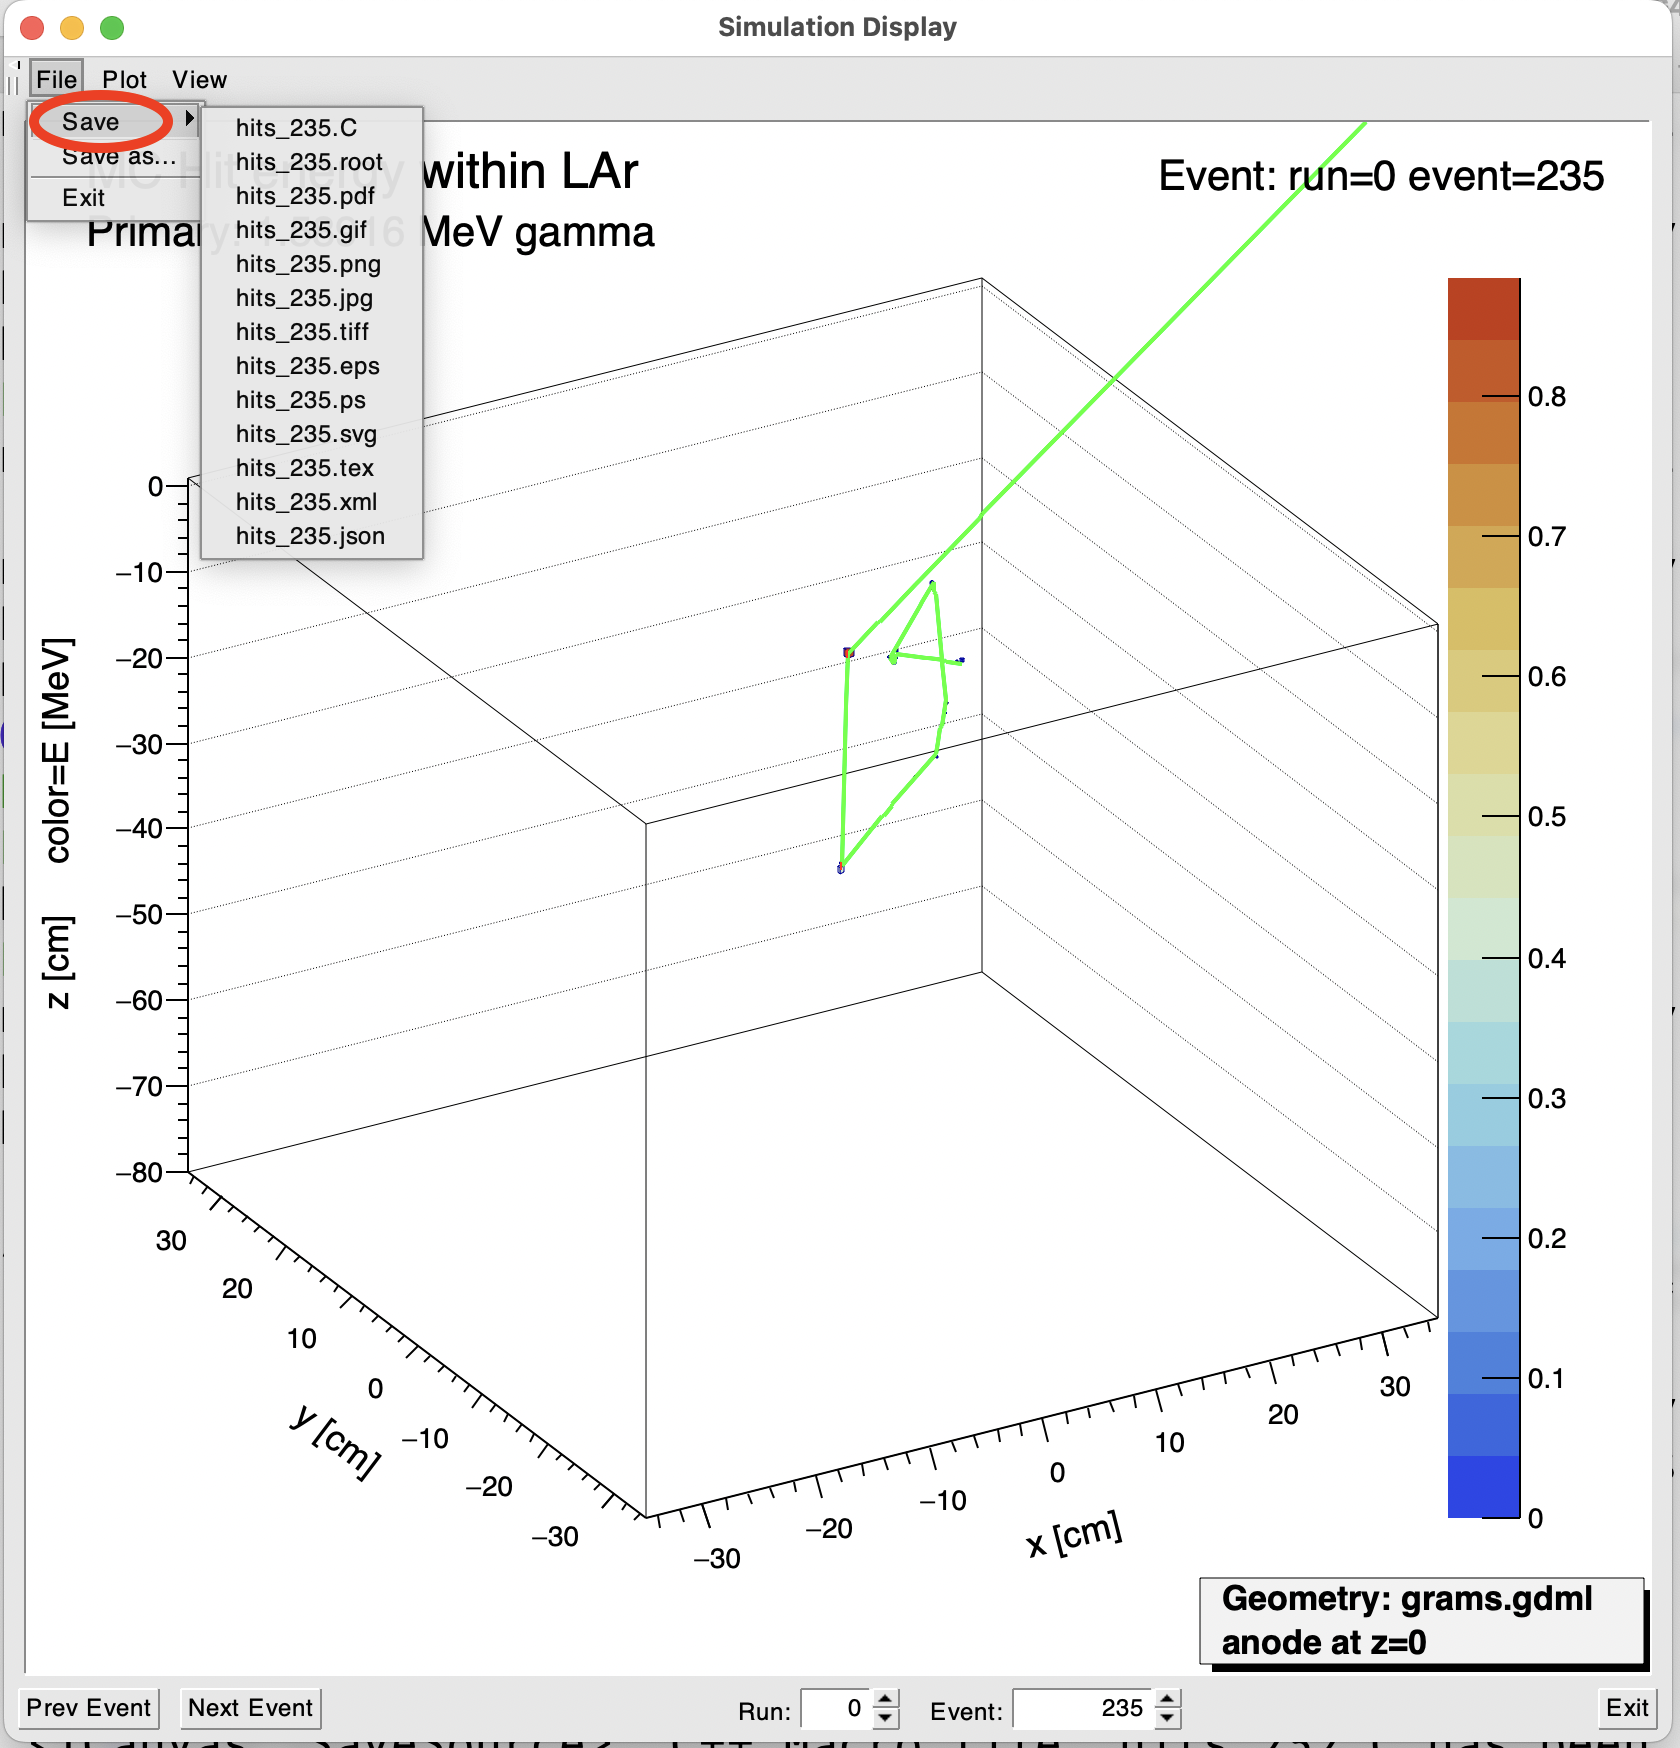 Simulation Display
File Plot View
Save
Save as...
Exit
hits_235.C
hits_235.root
hits_235.pdf
hits_235.gif
hits_235.png
hits_235.jpg
hits_235.tiff
hits_235.eps
hits_235.ps
hits_235.svg
hits_235.tex
hits_235.xml
hits_235.json
MC Hit energy within LAr
Primary: MeV gamma
Event: run=0 event=235
z [cm] color=E [MeV]
0
−10
−20
−30
−40
−50
−60
−70
−80
30
20
10
0
−10
−20
−30
y [cm]
−30
−20
−10
0
10
20
30
x [cm]
0.8
0.7
0.6
0.5
0.4
0.3
0.2
0.1
0
Geometry: grams.gdml
anode at z=0
Prev Event Next Event Run: 0 Event: 235 Exit